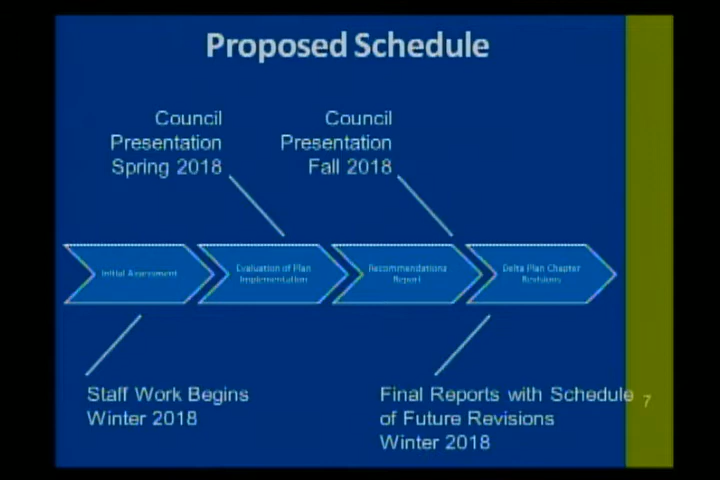 Proposed Schedule
Council
Presentation
Spring 2018
Council
Presentation
Fall 2018
Initial Assessment
Evaluation of Plan
Implementation
Recommendations
Report
Delta Plan Chapter
Revisions
Staff Work Begins
Winter 2018
Final Reports with Schedule
of Future Revisions
Winter 2018
7